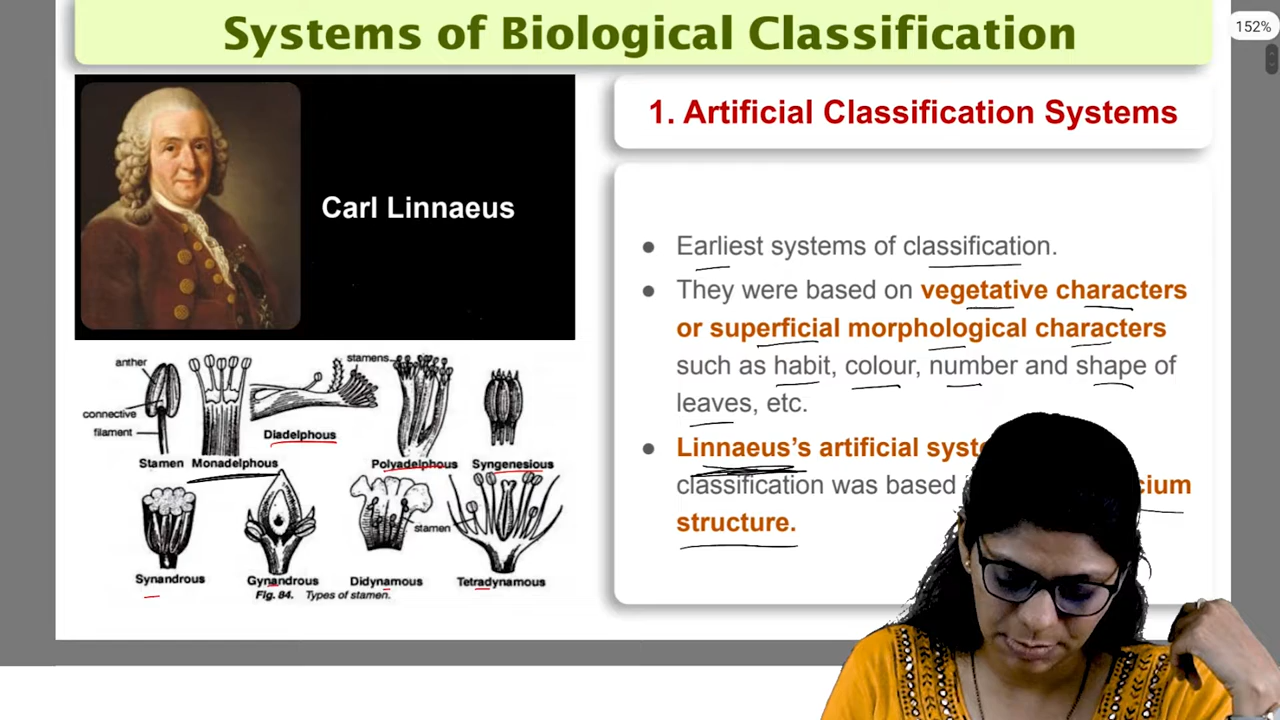 Systems of Biological Classification
152%
Carl Linnaeus
1. Artificial Classification Systems
● Earliest systems of classification.
● They were based on vegetative characters
or superficial morphological characters
such as habit, colour, number and shape of
leaves, etc.
● Linnaeus's artificial syst
classification was based
cium
structure.
anther
connective
filament
Stamen
Monadelphous
Diadelphous
stamens
Polyadelphous
Syngenesious
Synandrous
Gynandrous
Didynamous
stamen
Tetradynamous
Fig. 84. Types of stamen.